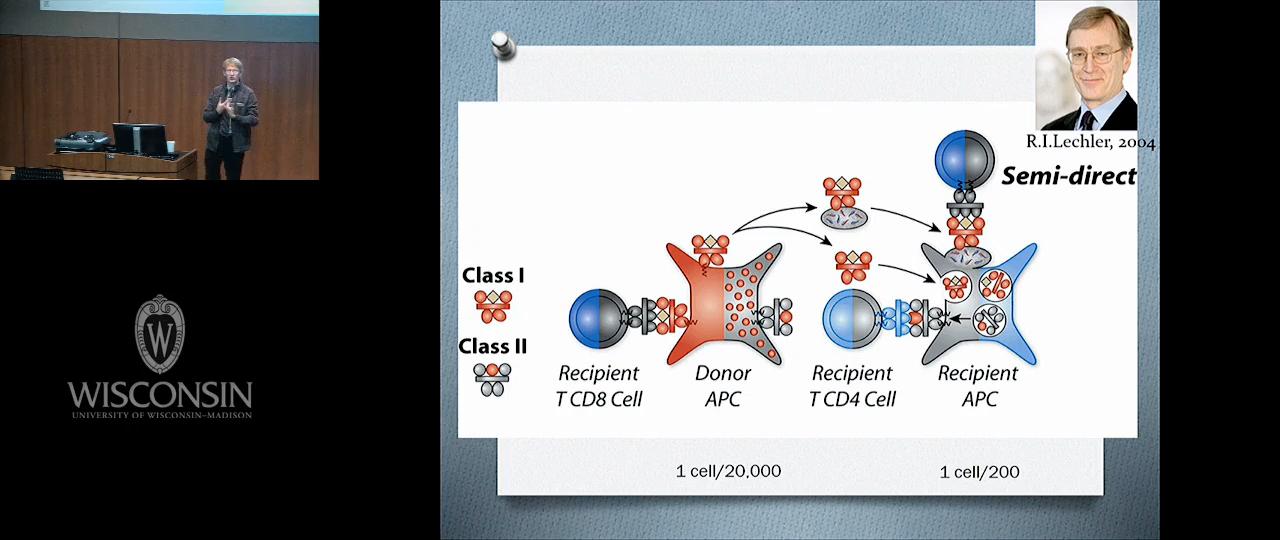 R.I.Lechler, 2004
Semi-direct
Class I
Class II
Recipient
T CD8 Cell
Donor
APC
Recipient
T CD4 Cell
Recipient
APC
1 cell/20,000
1 cell/200
W
WISCONSIN
UNIVERSITY OF WISCONSIN–MADISON